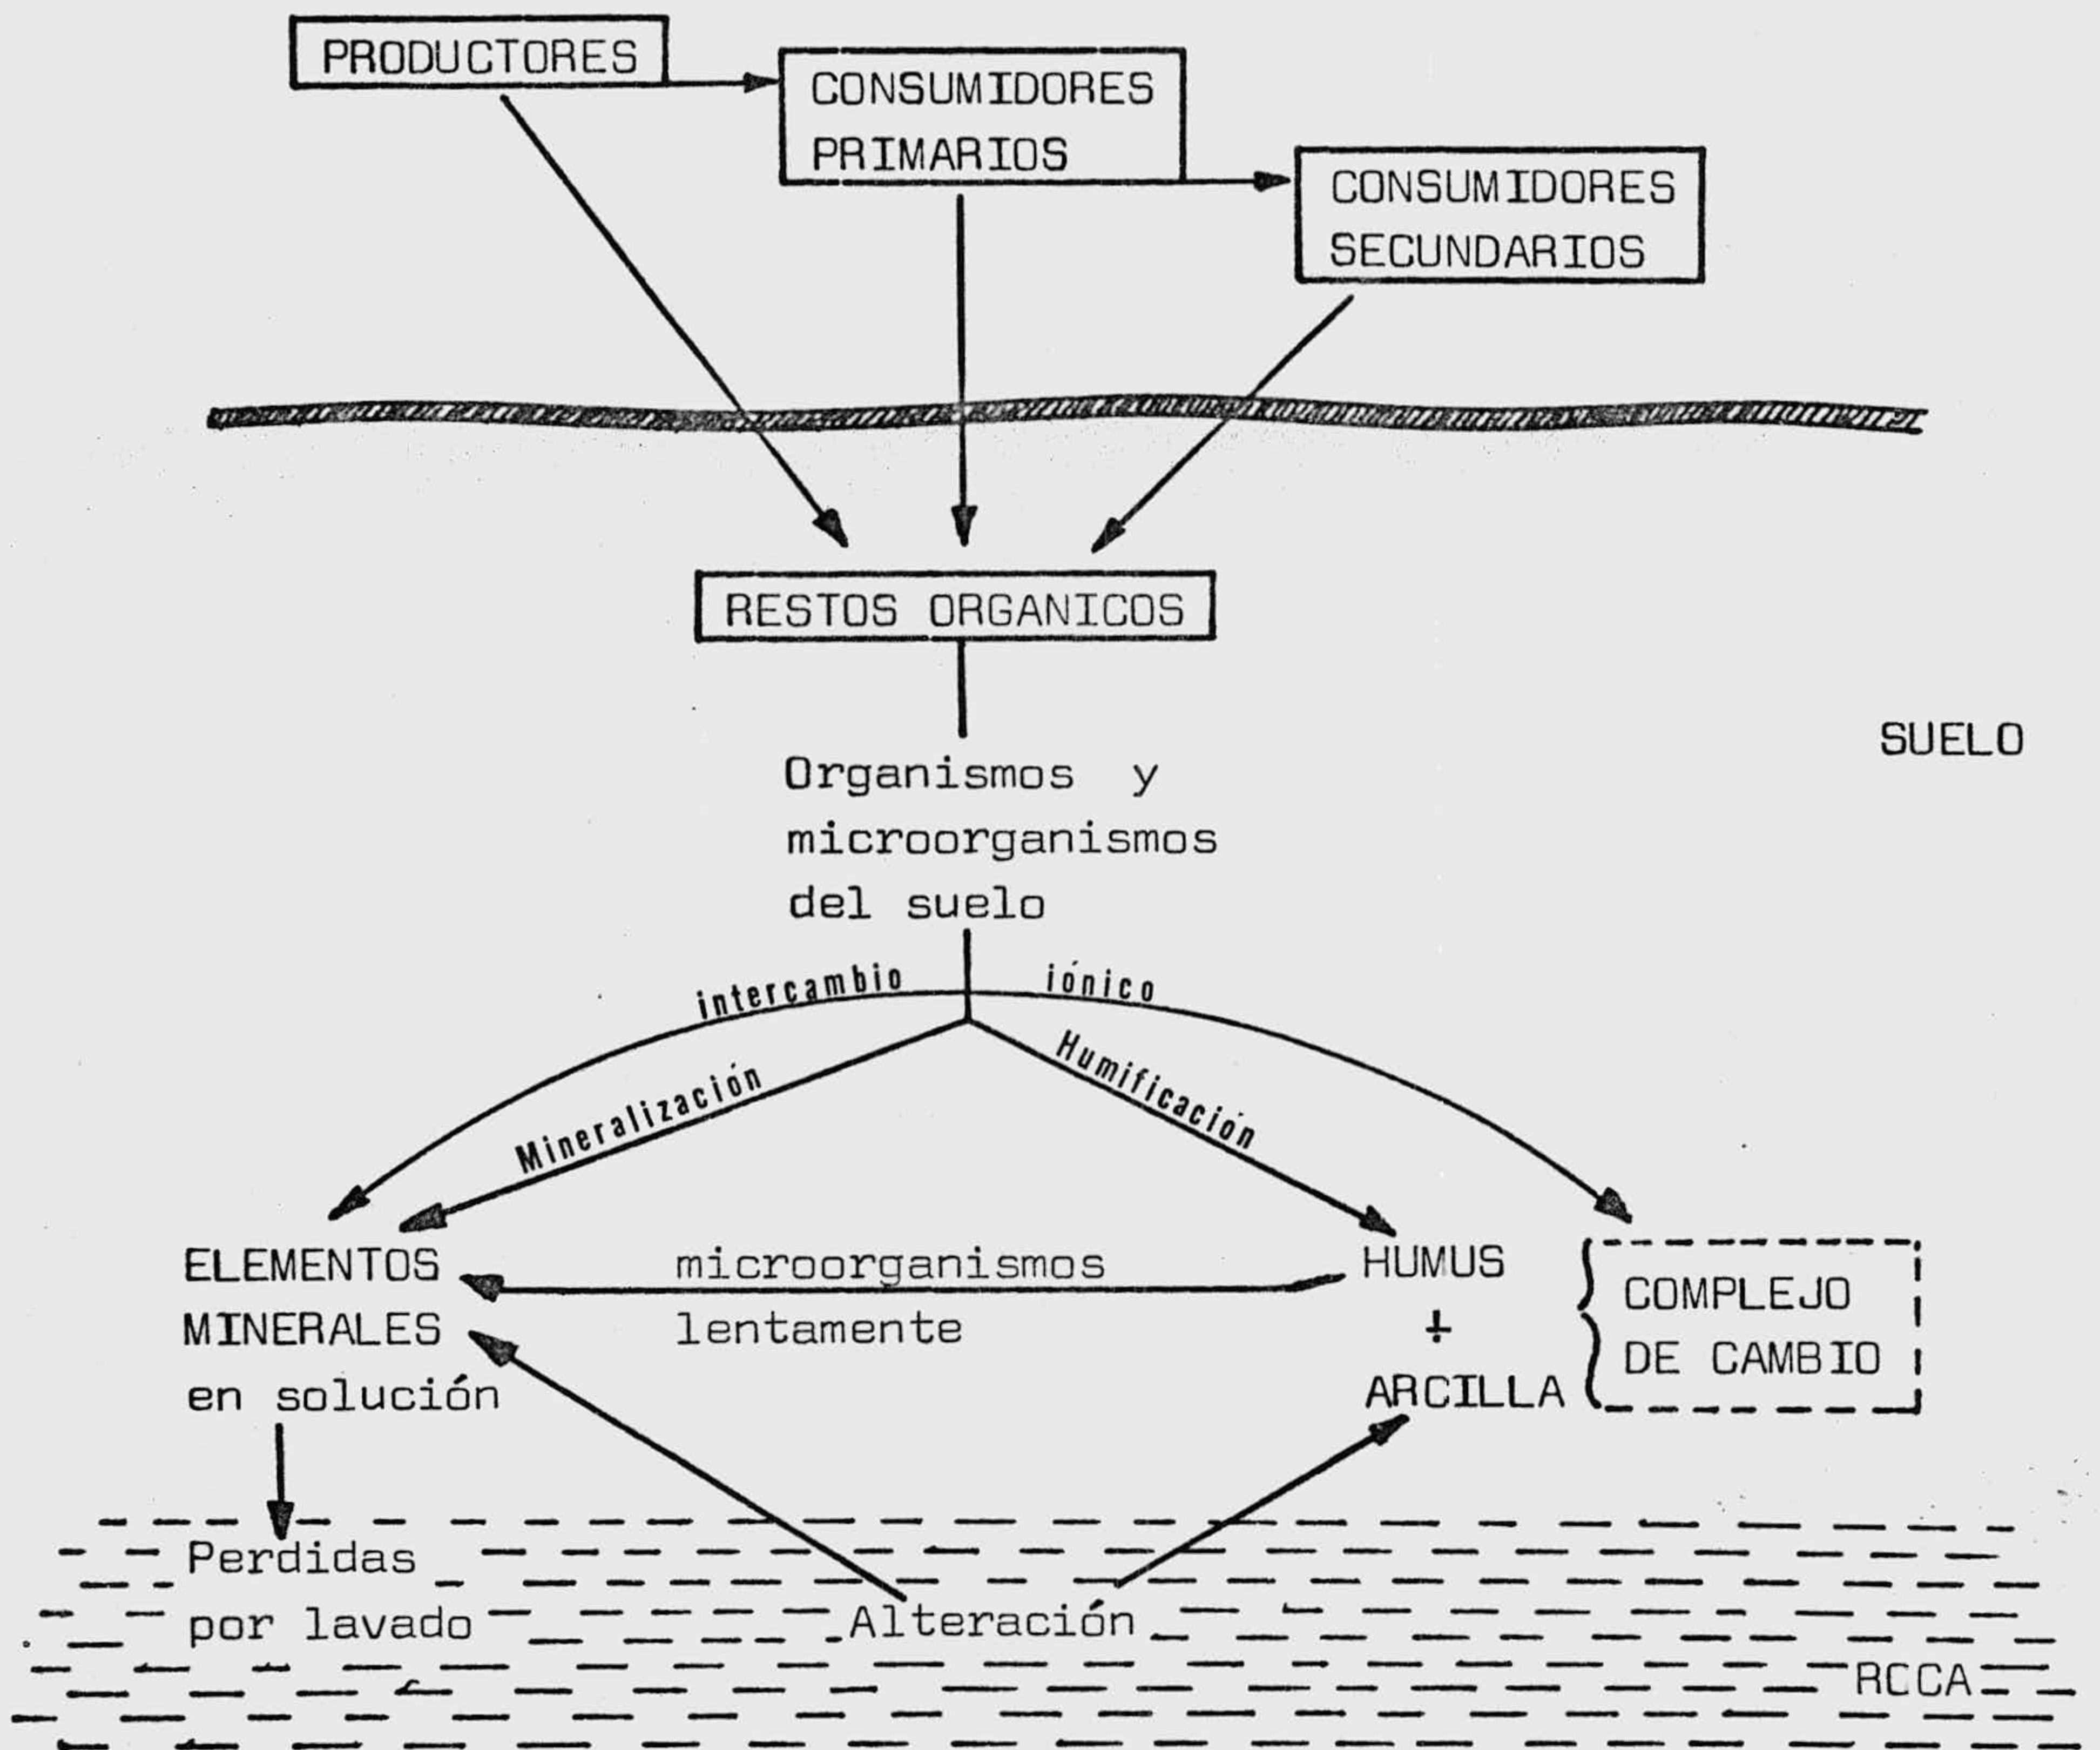 PRODUCTORES
CONSUMIDORES
PRIMARIOS
CONSUMIDORES
SECUNDARIOS
RESTOS ORGANICOS
SUELO
Organismos y
microorganismos
del suelo
intercambio iónico
Mineralización
Humificación
ELEMENTOS
MINERALES
en solución
microorganismos
lentamente
HUMUS
+
ARCILLA
COMPLEJO
DE CAMBIO
Perdidas
por lavado
Alteración
RCCA